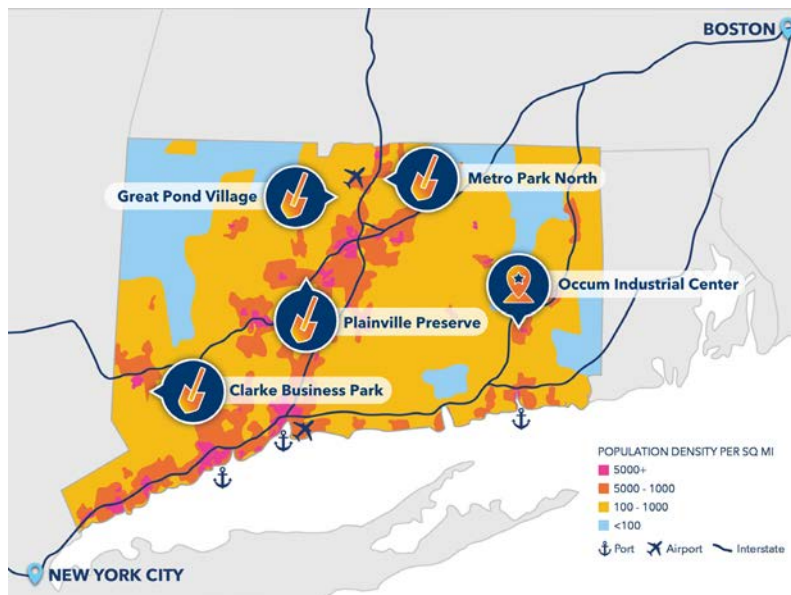 BOSTON
Metro Park North
Great Pond Village
Occum Industrial Center
Plainville Preserve
Clarke Business Park
POPULATION DENSITY PER SQ MI
5000+
5000 - 1000
100 - 1000
<100
Port Airport Interstate
NEW YORK CITY